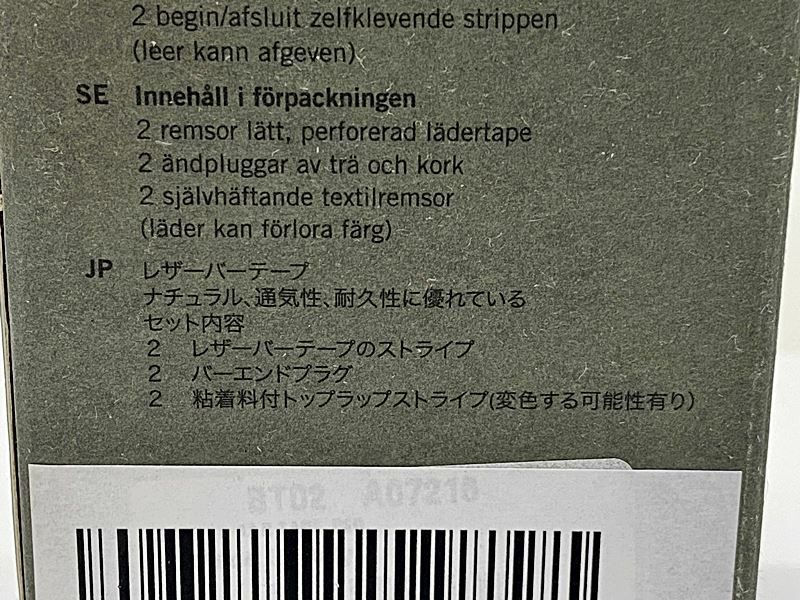 2 begin/afsluit zelfklevende strippen
(leer kann afgeven)
SE Innehåll i förpackningen
2 remsor lätt, perforerad lädertape
2 ändpluggar av trä och kork
2 självhäftande textilremsor
(läder kan förlora färg)
JP レザーバーテープ
ナチュラル、通気性、耐久性に優れている
セット内容
2 レザーバーテープのストライプ
2 バーエンドプラグ
2 粘着料付トップラップストライプ(変色する可能性有り)
BT02 A07210